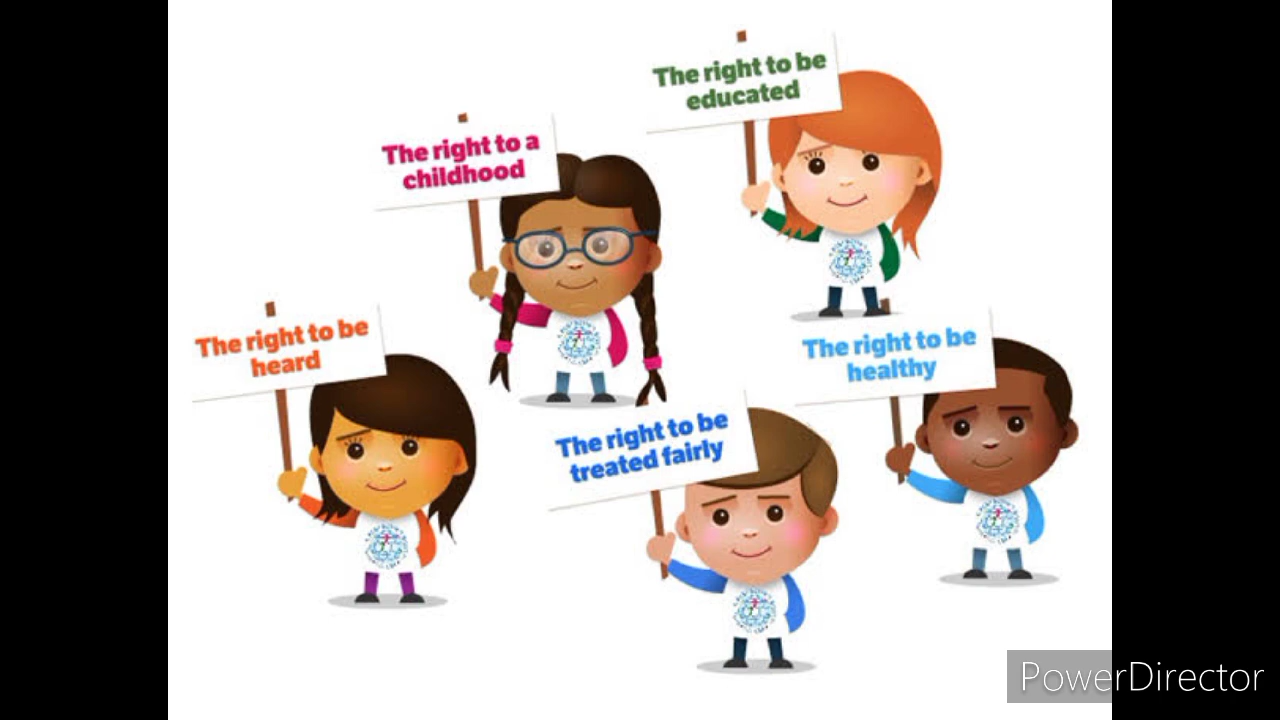 The right to be
educated
The right to a
childhood
The right to be
heard
The right to be
healthy
The right to be
treated fairly
PowerDirector